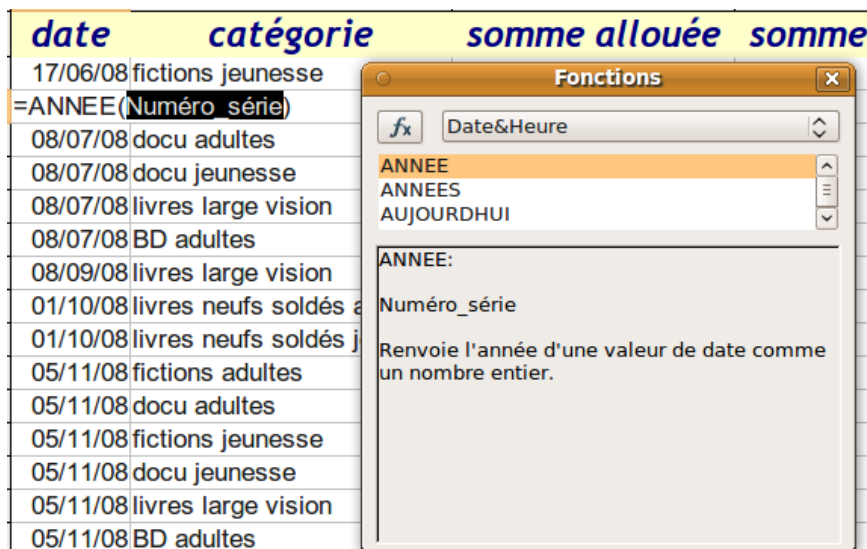 date catégorie somme allouée somme
17/06/08 fictions jeunesse
=ANNEE(Numéro_série)
08/07/08 docu adultes
08/07/08 docu jeunesse
08/07/08 livres large vision
08/07/08 BD adultes
08/09/08 livres large vision
01/10/08 livres neufs soldés a
01/10/08 livres neufs soldés j
05/11/08 fictions adultes
05/11/08 docu adultes
05/11/08 fictions jeunesse
05/11/08 docu jeunesse
05/11/08 livres large vision
05/11/08 BD adultes
Fonctions
fx Date&Heure
ANNEE
ANNEES
AUJOURDHUI
ANNEE:
Numéro_série
Renvoie l'année d'une valeur de date comme
un nombre entier.